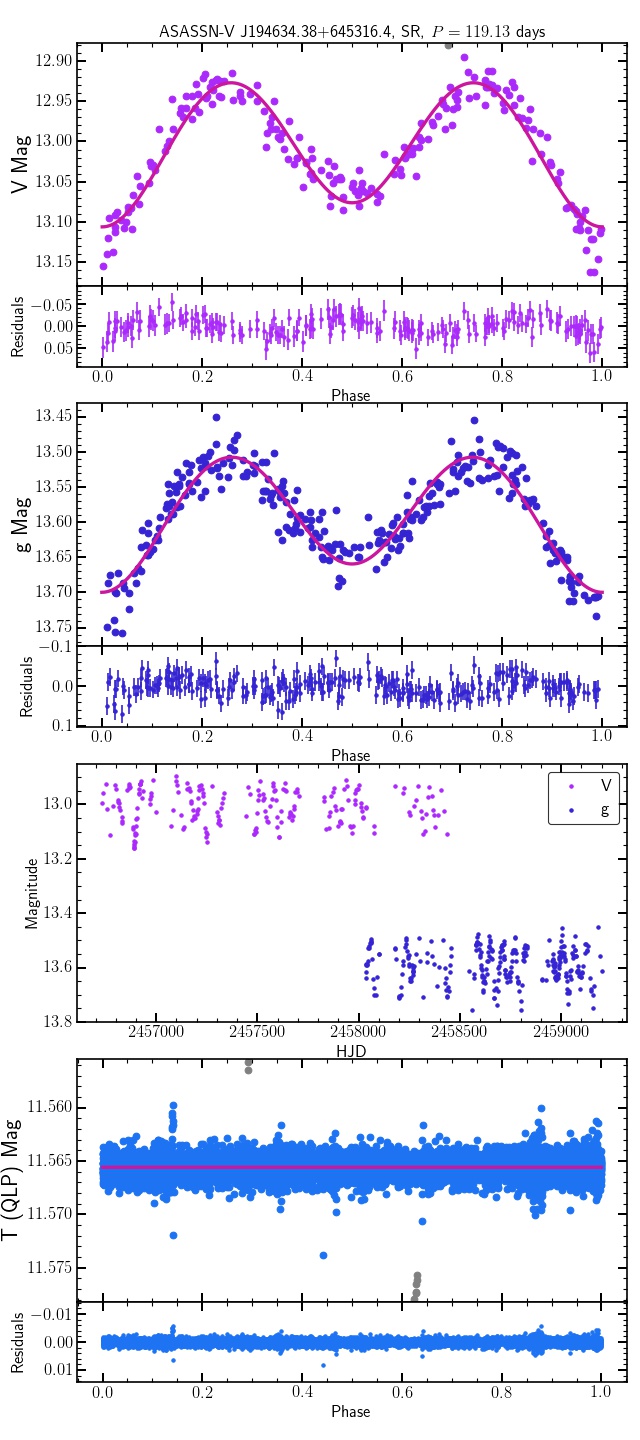 ASASSN-V J194634.38+645316.4, SR, P = 119.13 days
12.90
12.95
13.00
13.05
13.10
13.15
V Mag
−0.05
0.00
0.05
Residuals
0.0 0.2 0.4 0.6 0.8 1.0
Phase
13.45
13.50
13.55
13.60
13.65
13.70
13.75
g Mag
−0.1
0.0
0.1
Residuals
0.0 0.2 0.4 0.6 0.8 1.0
Phase
V
g
13.0
13.2
13.4
13.6
13.8
Magnitude
2457000 2457500 2458000 2458500 2459000
HJD
11.560
11.565
11.570
11.575
T (QLP) Mag
−0.01
0.00
0.01
Residuals
0.0 0.2 0.4 0.6 0.8 1.0
Phase